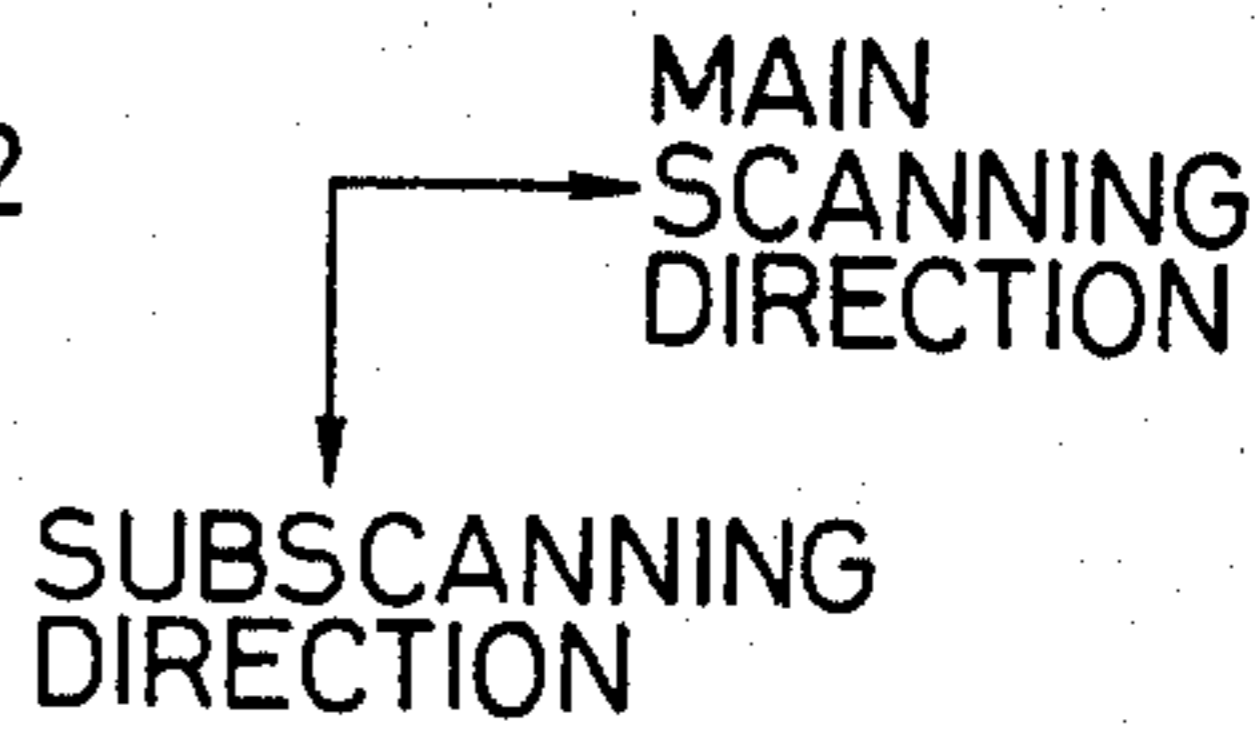 2
MAIN
SCANNING
DIRECTION
SUBSCANNING
DIRECTION